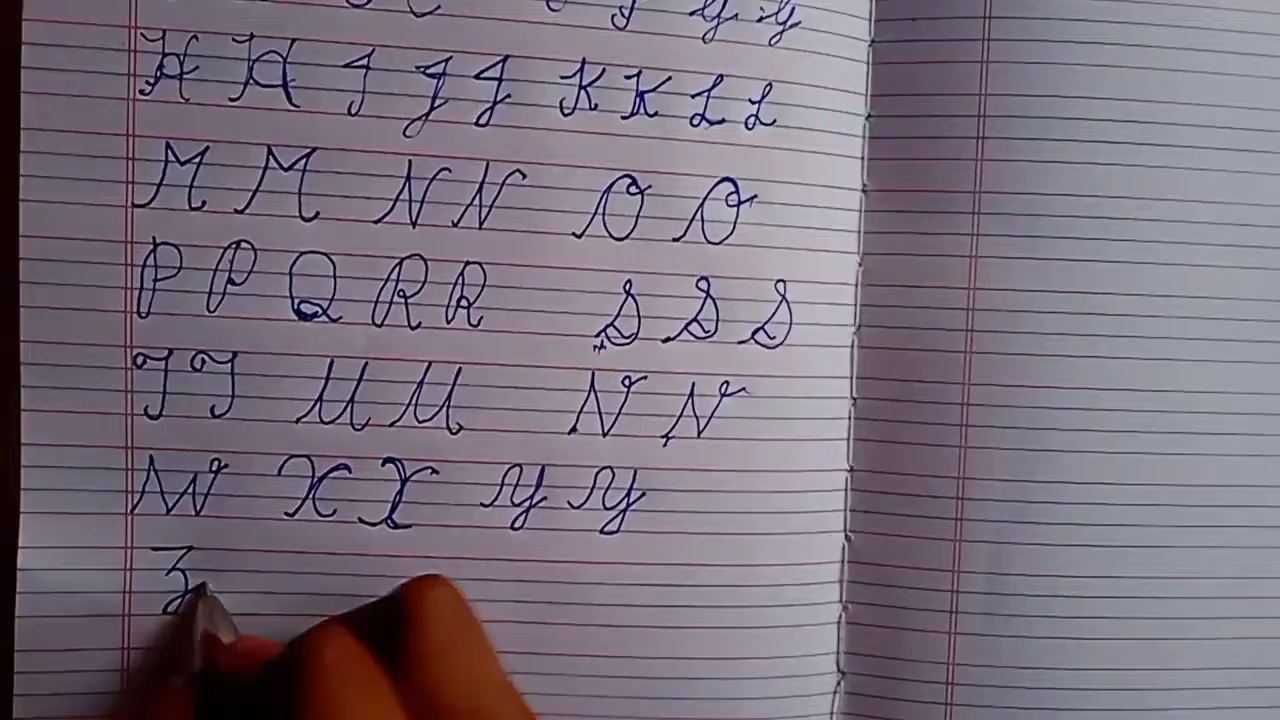 H H I J J K K L L
M M N N O O
P P Q R R S S S
T T U U V V
W X X Y Y
Z